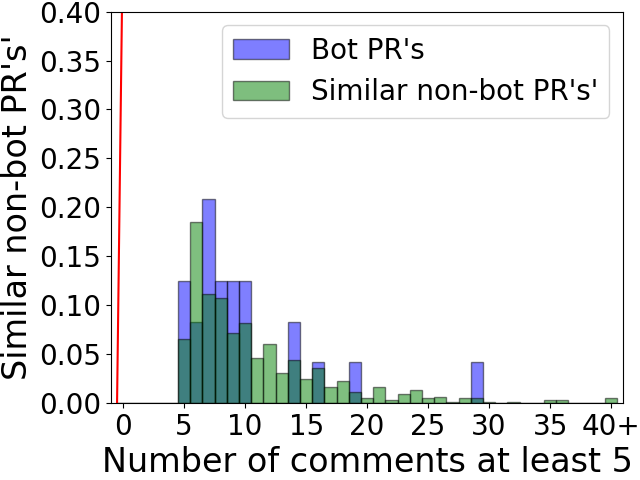 Similar non-bot PR's'
0.40
0.35
0.30
0.25
0.20
0.15
0.10
0.05
0.00
Bot PR's
Similar non-bot PR's'
0 5 10 15 20 25 30 35 40+
Number of comments at least 5